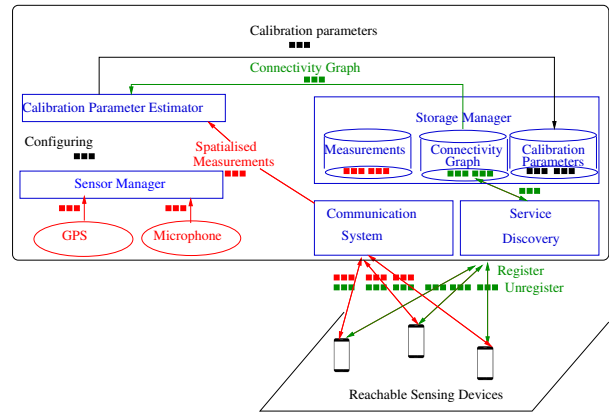 Calibration parameters
Connectivity Graph
Calibration Parameter Estimator
Storage Manager
Configuring
Spatialised
Measurements
Measurements
Connectivity
Graph
Calibration
Parameters
Sensor Manager
GPS
Microphone
Communication
System
Service
Discovery
Register
Unregister
Reachable Sensing Devices